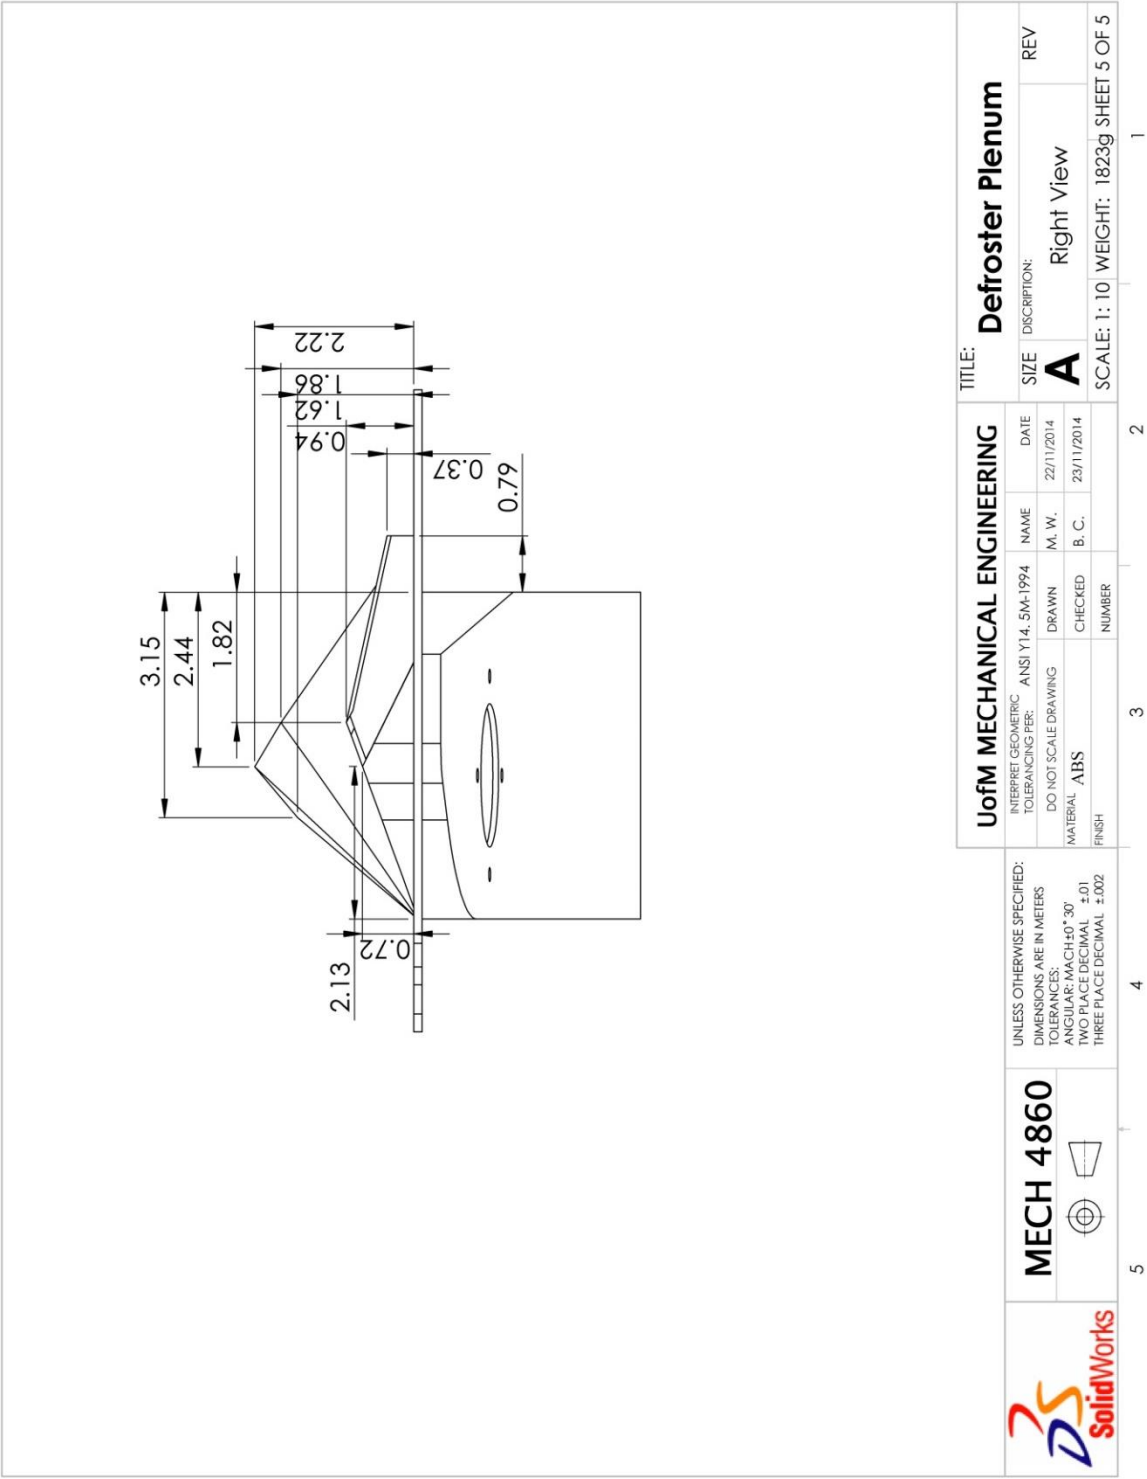 3.15
2.44
1.82
2.22
1.86
1.62
0.94
0.37
0.79
0.72
2.13
SolidWorks
MECH 4860
UNLESS OTHERWISE SPECIFIED:
DIMENSIONS ARE IN METERS
TOLERANCES:
ANGULAR: MACH±0° 30'
TWO PLACE DECIMAL ±.01
THREE PLACE DECIMAL ±.002
UofM MECHANICAL ENGINEERING
INTERPRET GEOMETRIC
TOLERANCING PER: ANSI Y14. 5M-1994
NAME DATE
DO NOT SCALE DRAWING
DRAWN M. W. 22/11/2014
MATERIAL ABS
CHECKED B. C. 23/11/2014
FINISH
NUMBER
TITLE:
Defroster Plenum
SIZE DISCRIPTION: REV
A Right View
SCALE: 1: 10 WEIGHT: 1823g SHEET 5 OF 5
5 4 3 2 1